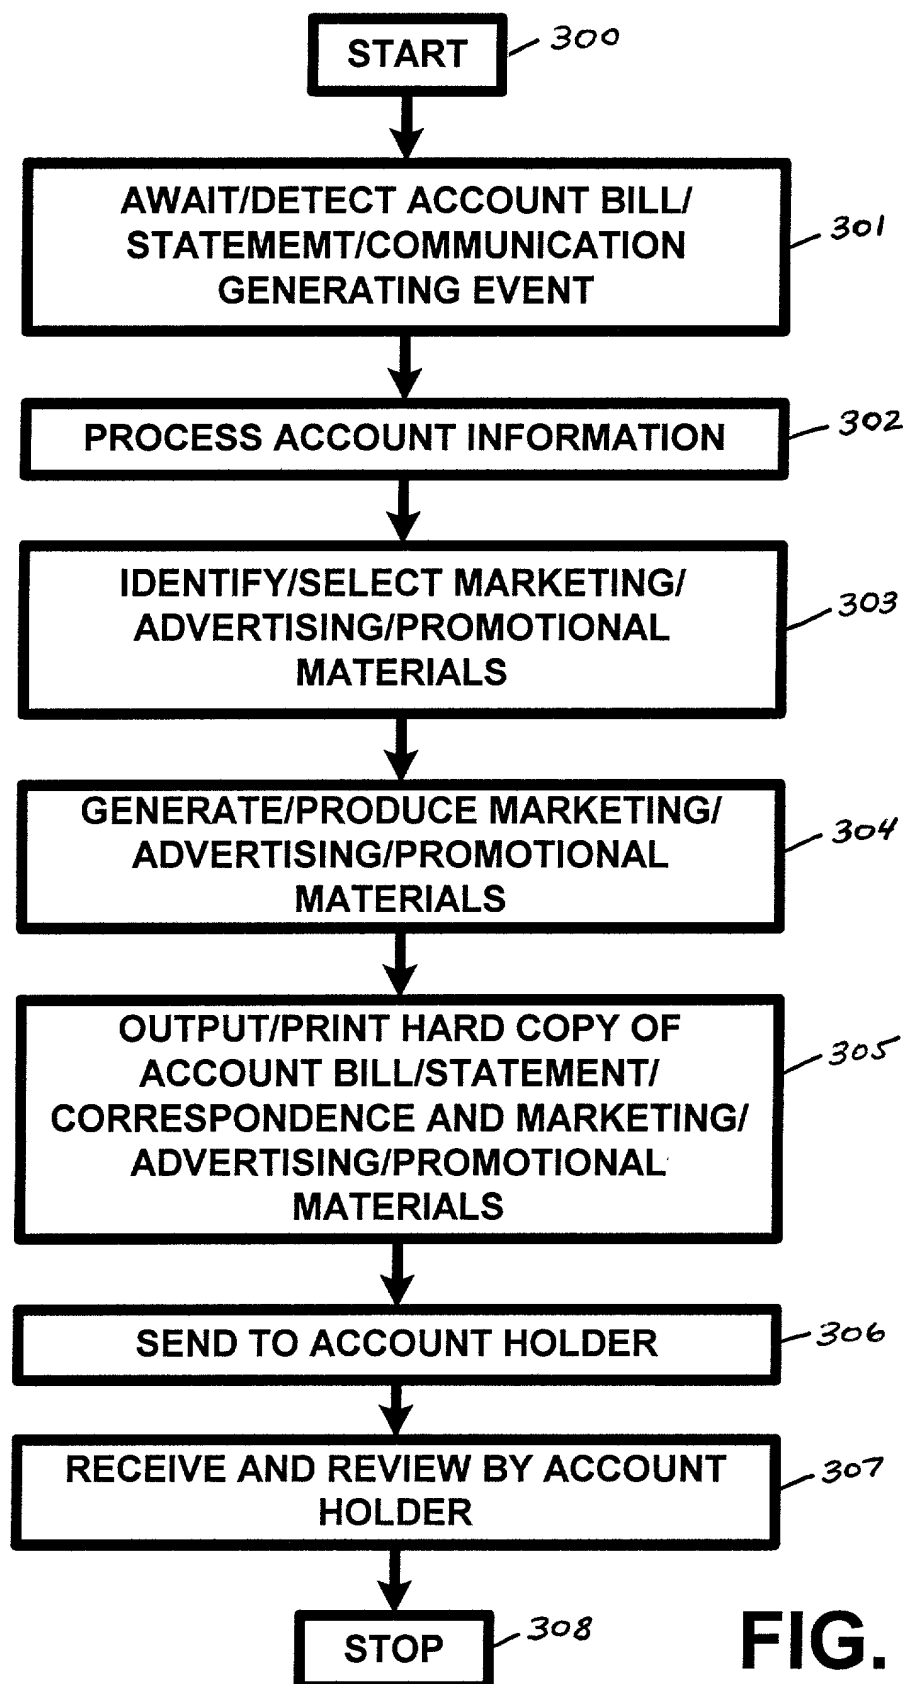 START
300
AWAIT/DETECT ACCOUNT BILL/
STATEMEMT/COMMUNICATION
GENERATING EVENT
301
PROCESS ACCOUNT INFORMATION
302
IDENTIFY/SELECT MARKETING/
ADVERTISING/PROMOTIONAL
MATERIALS
303
GENERATE/PRODUCE MARKETING/
ADVERTISING/PROMOTIONAL
MATERIALS
304
OUTPUT/PRINT HARD COPY OF
ACCOUNT BILL/STATEMENT/
CORRESPONDENCE AND MARKETING/
ADVERTISING/PROMOTIONAL
MATERIALS
305
SEND TO ACCOUNT HOLDER
306
RECEIVE AND REVIEW BY ACCOUNT
HOLDER
307
STOP
308
FIG.